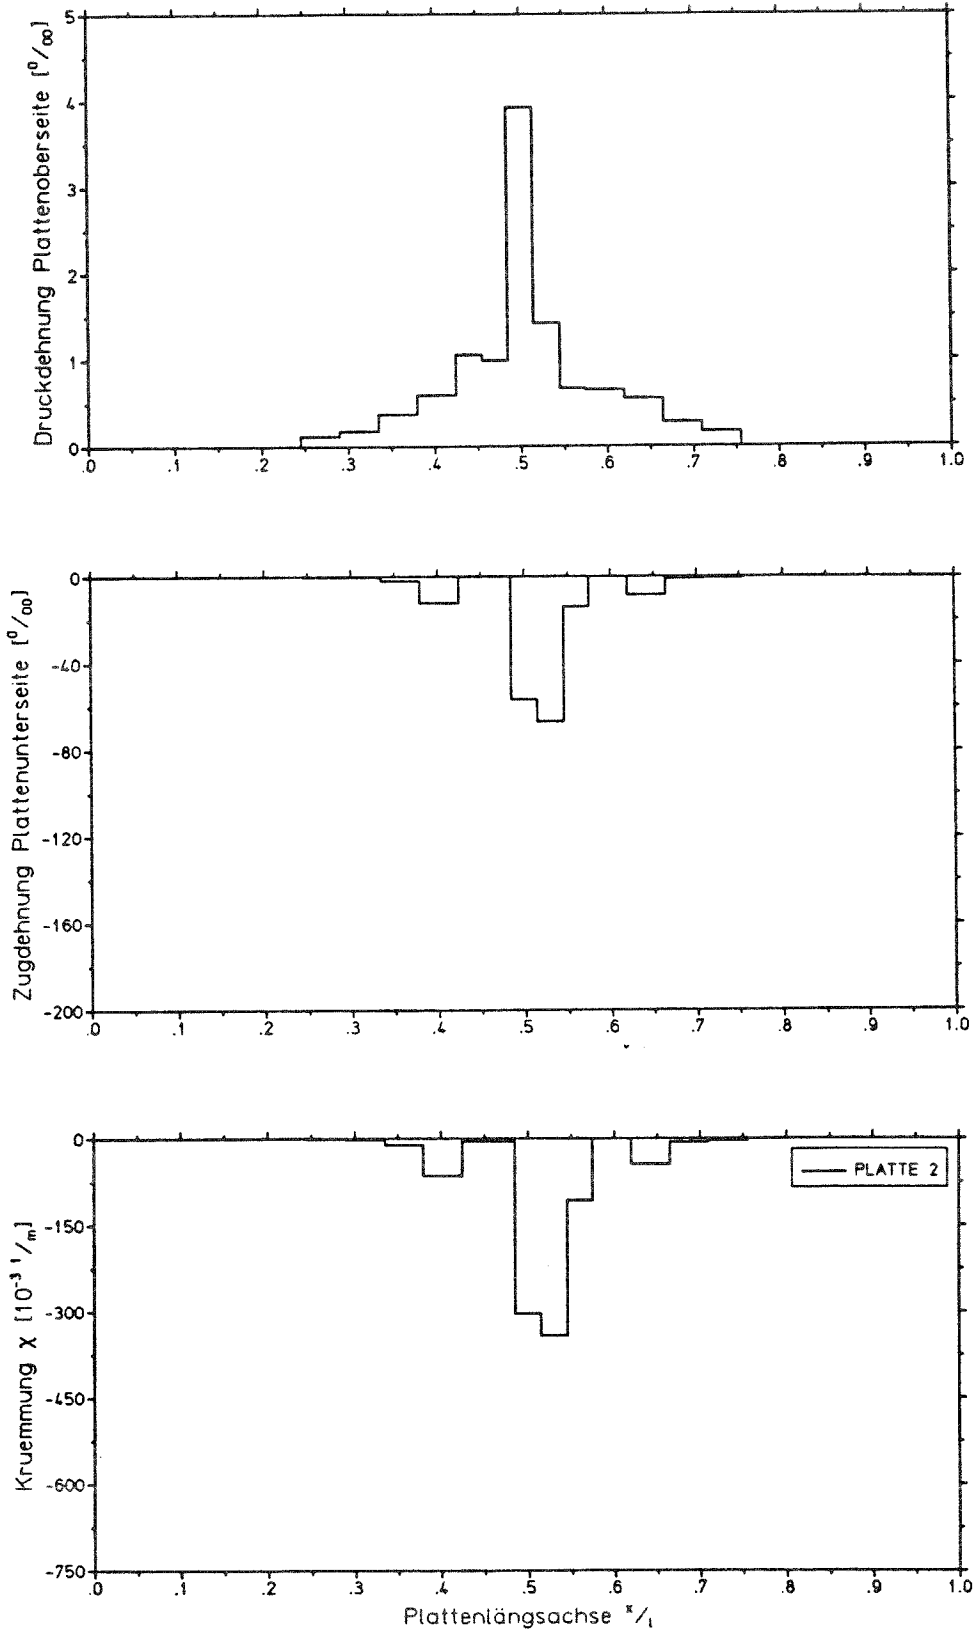 Druckdehnung Plattenoberseite [⁰/₀₀]
5
4
3
2
1
0
.0 .1 .2 .3 .4 .5 .6 .7 .8 .9 1.0
Zugdehnung Plattenunterseite [⁰/₀₀]
0
-40
-80
-120
-160
-200
.0 .1 .2 .3 .4 .5 .6 .7 .8 .9 1.0
Kruemmung χ [10⁻³ ¹/ₘ]
0
-150
-300
-450
-600
-750
PLATTE 2
.0 .1 .2 .3 .4 .5 .6 .7 .8 .9 1.0
Plattenlängsachse ˣ/ₗ